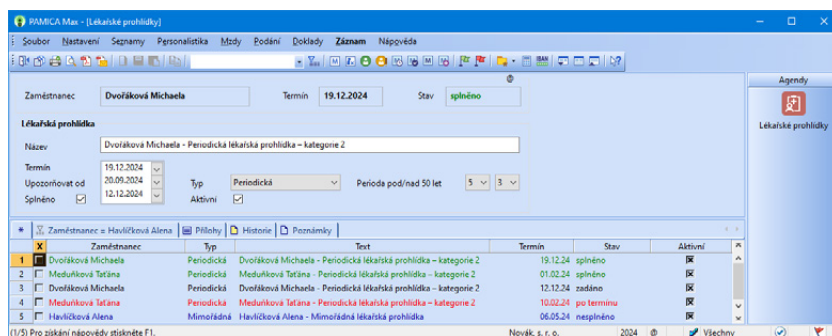 PAMICA Max - [Lékařské prohlídky]
Soubor Nastavení Seznamy Personalistika Mzdy Podání Doklady Záznam Nápověda
Agendy
Lékařské prohlídky
Zaměstnanec Dvořáková Michaela Termín 19.12.2024 Stav splněno
Lékařská prohlídka
Název Dvořáková Michaela - Periodická lékařská prohlídka – kategorie 2
Termín 19.12.2024
Upozorňovat od 20.09.2024 Typ Periodická Perioda pod/nad 50 let 5 3
Splněno 12.12.2024 Aktivní
* Zaměstnanec = Havlíčková Alena Přílohy Historie Poznámky
X Zaměstnanec Typ Text Termín Stav Aktivní
1 Dvořáková Michaela Periodická Dvořáková Michaela - Periodická lékařská prohlídka – kategorie 2 19.12.24 splněno
2 Meduňková Taťána Periodická Meduňková Taťána - Periodická lékařská prohlídka – kategorie 2 01.02.24 splněno
3 Dvořáková Michaela Periodická Dvořáková Michaela - Periodická lékařská prohlídka – kategorie 2 12.12.24 zadáno
4 Meduňková Taťána Periodická Meduňková Taťána - Periodická lékařská prohlídka – kategorie 2 10.02.24 po termínu
5 Havlíčková Alena Mimořádná Havlíčková Alena - Mimořádná lékařská prohlídka 06.05.24 nesplněno
(1/5) Pro získání nápovědy stiskněte F1. Novák, s. r. o. 2024 @ Všechny